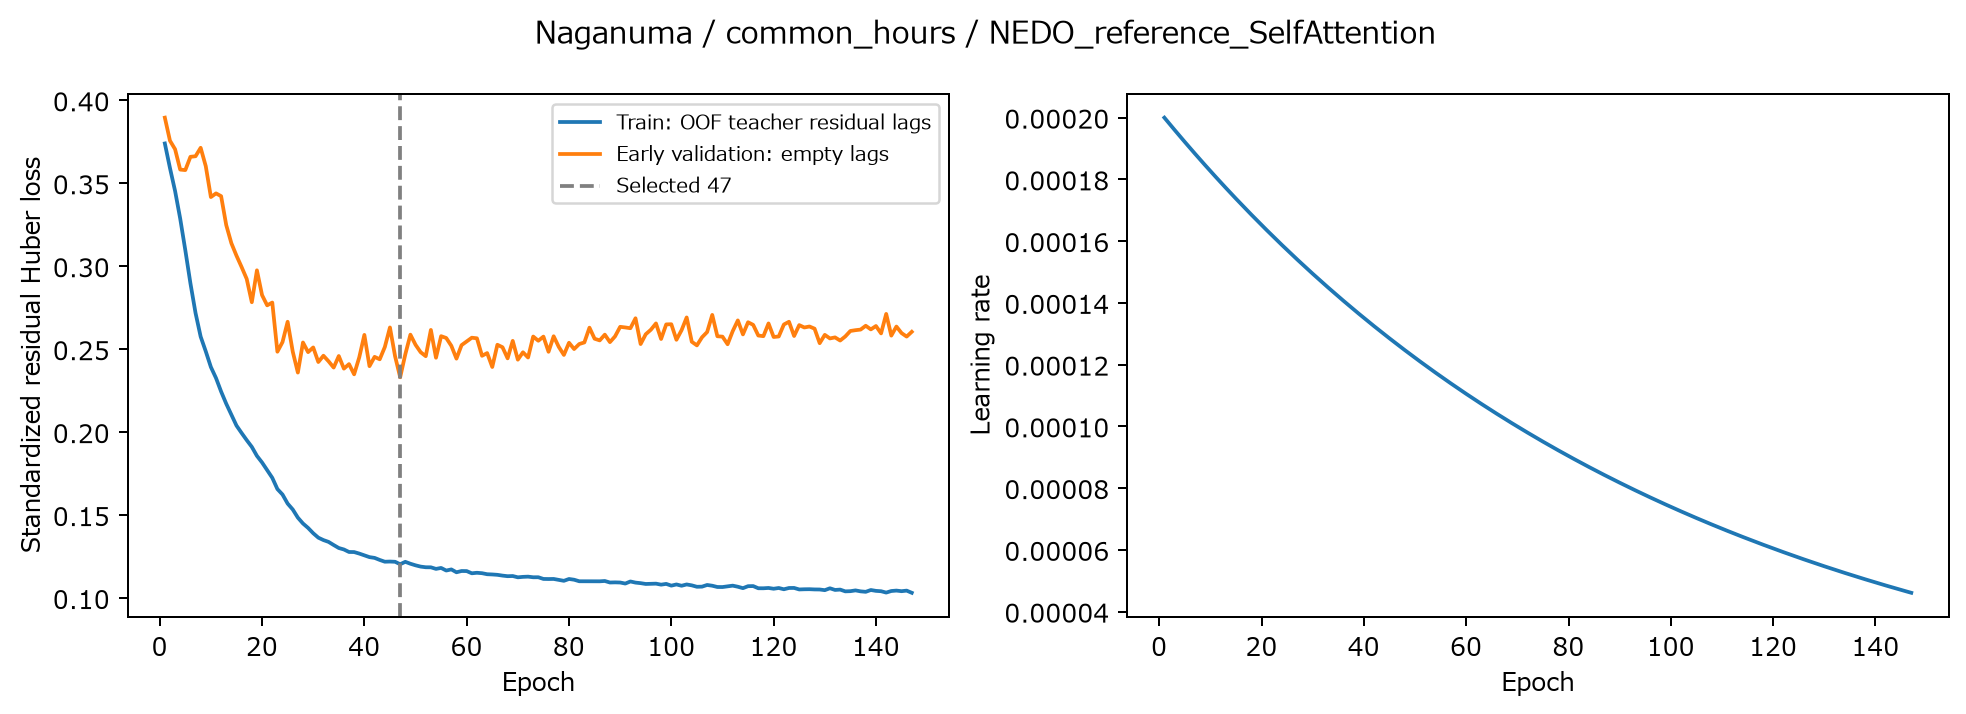 Naganuma / common_hours / NEDO_reference_SelfAttention
Standardized residual Huber loss
0.40
0.35
0.30
0.25
0.20
0.15
0.10
Train: OOF teacher residual lags
Early validation: empty lags
Selected 47
0 20 40 60 80 100 120 140
Epoch
Learning rate
0.00020
0.00018
0.00016
0.00014
0.00012
0.00010
0.00008
0.00006
0.00004
0 20 40 60 80 100 120 140
Epoch